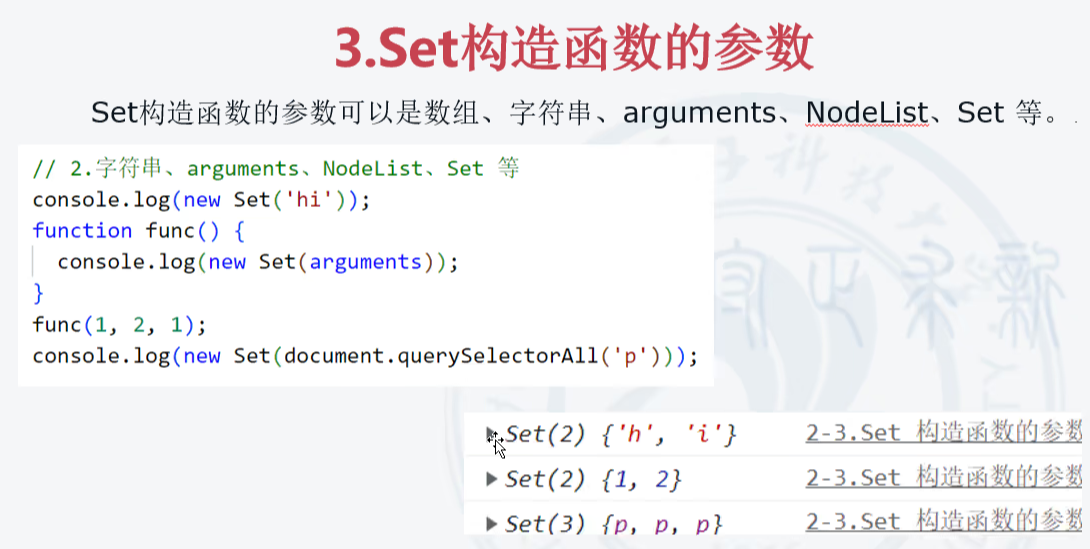 3.Set构造函数的参数
Set构造函数的参数可以是数组、字符串、arguments、NodeList、Set 等。
// 2.字符串、arguments、NodeList、Set 等
console.log(new Set('hi'));
function func() {
  console.log(new Set(arguments));
}
func(1, 2, 1);
console.log(new Set(document.querySelectorAll('p')));
Set(2) {'h', 'i'} 2-3.Set 构造函数的参数
Set(2) {1, 2} 2-3.Set 构造函数的参数
Set(3) {p, p, p} 2-3.Set 构造函数的参数